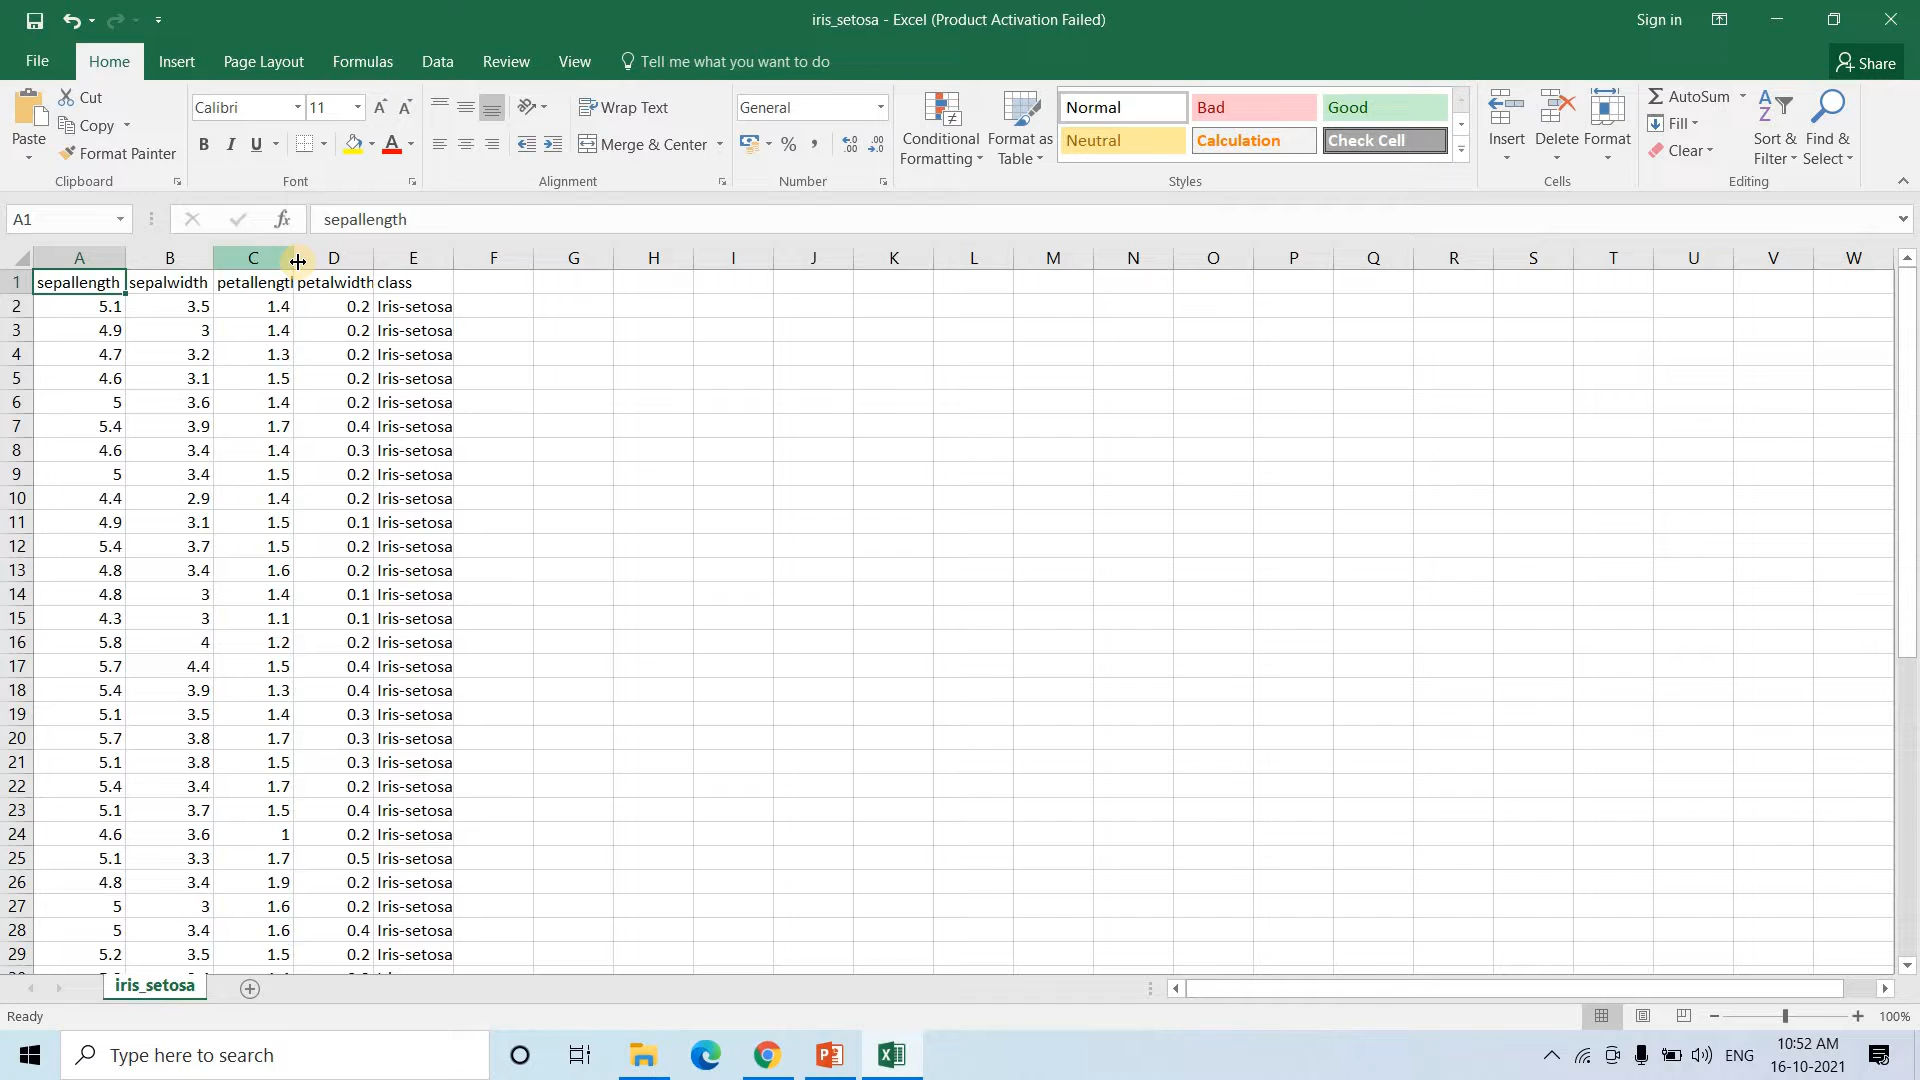 iris_setosa - Excel (Product Activation Failed)
Sign in
File Home Insert Page Layout Formulas Data Review View Tell me what you want to do Share
Cut
Copy
Format Painter
Paste
Clipboard
Calibri 11
B I U A
Font
Wrap Text
Merge & Center
Alignment
General
%
Number
Conditional Formatting
Format as Table
Normal Bad Good
Neutral Calculation Check Cell
Styles
Insert Delete Format
Cells
AutoSum
Fill
Clear
Sort & Filter
Find & Select
Editing
A1 fx sepallength
A B C D E F G H I J K L M N O P Q R S T U V W
1 sepallength sepalwidth petallengtl petalwidth class
2 5.1 3.5 1.4 0.2 Iris-setosa
3 4.9 3 1.4 0.2 Iris-setosa
4 4.7 3.2 1.3 0.2 Iris-setosa
5 4.6 3.1 1.5 0.2 Iris-setosa
6 5 3.6 1.4 0.2 Iris-setosa
7 5.4 3.9 1.7 0.4 Iris-setosa
8 4.6 3.4 1.4 0.3 Iris-setosa
9 5 3.4 1.5 0.2 Iris-setosa
10 4.4 2.9 1.4 0.2 Iris-setosa
11 4.9 3.1 1.5 0.1 Iris-setosa
12 5.4 3.7 1.5 0.2 Iris-setosa
13 4.8 3.4 1.6 0.2 Iris-setosa
14 4.8 3 1.4 0.1 Iris-setosa
15 4.3 3 1.1 0.1 Iris-setosa
16 5.8 4 1.2 0.2 Iris-setosa
17 5.7 4.4 1.5 0.4 Iris-setosa
18 5.4 3.9 1.3 0.4 Iris-setosa
19 5.1 3.5 1.4 0.3 Iris-setosa
20 5.7 3.8 1.7 0.3 Iris-setosa
21 5.1 3.8 1.5 0.3 Iris-setosa
22 5.4 3.4 1.7 0.2 Iris-setosa
23 5.1 3.7 1.5 0.4 Iris-setosa
24 4.6 3.6 1 0.2 Iris-setosa
25 5.1 3.3 1.7 0.5 Iris-setosa
26 4.8 3.4 1.9 0.2 Iris-setosa
27 5 3 1.6 0.2 Iris-setosa
28 5 3.4 1.6 0.4 Iris-setosa
29 5.2 3.5 1.5 0.2 Iris-setosa
iris_setosa
Ready
100%
Type here to search
ENG
10:52 AM
16-10-2021